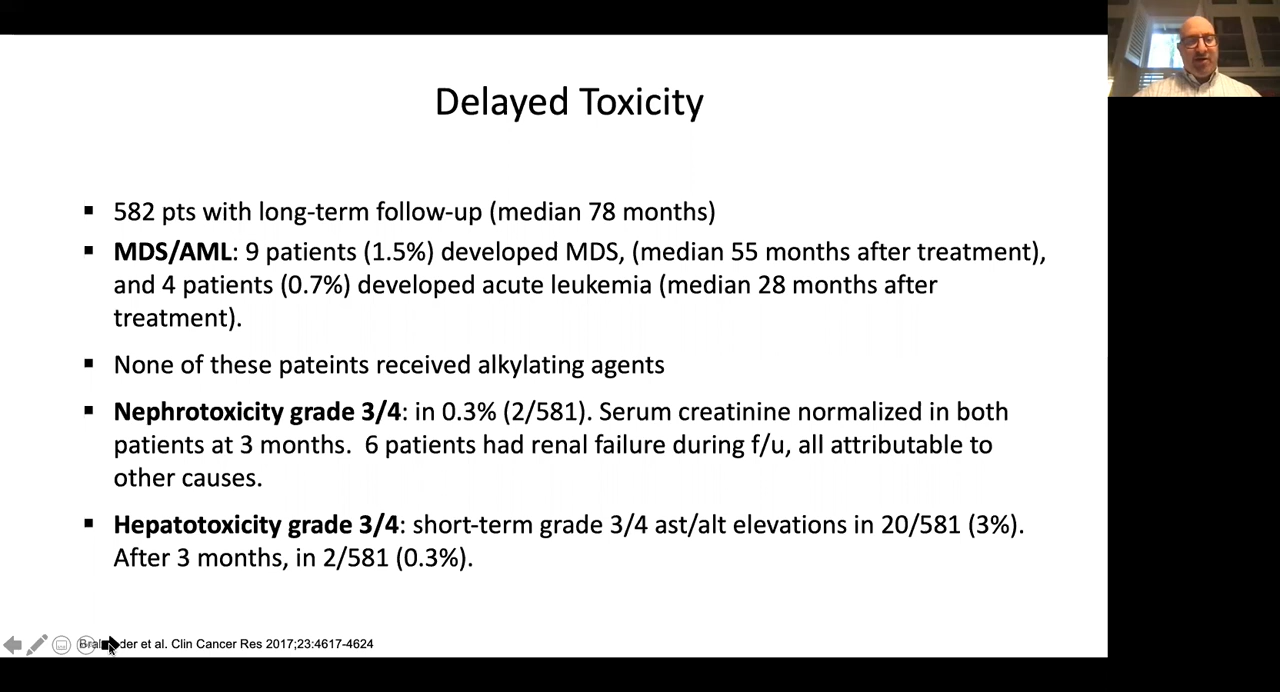 Delayed Toxicity
▪ 582 pts with long-term follow-up (median 78 months)
▪ MDS/AML: 9 patients (1.5%) developed MDS, (median 55 months after treatment),
and 4 patients (0.7%) developed acute leukemia (median 28 months after
treatment).
▪ None of these pateints received alkylating agents
▪ Nephrotoxicity grade 3/4: in 0.3% (2/581). Serum creatinine normalized in both
patients at 3 months.  6 patients had renal failure during f/u, all attributable to
other causes.
▪ Hepatotoxicity grade 3/4: short-term grade 3/4 ast/alt elevations in 20/581 (3%).
After 3 months, in 2/581 (0.3%).
et al. Clin Cancer Res 2017;23:4617-4624